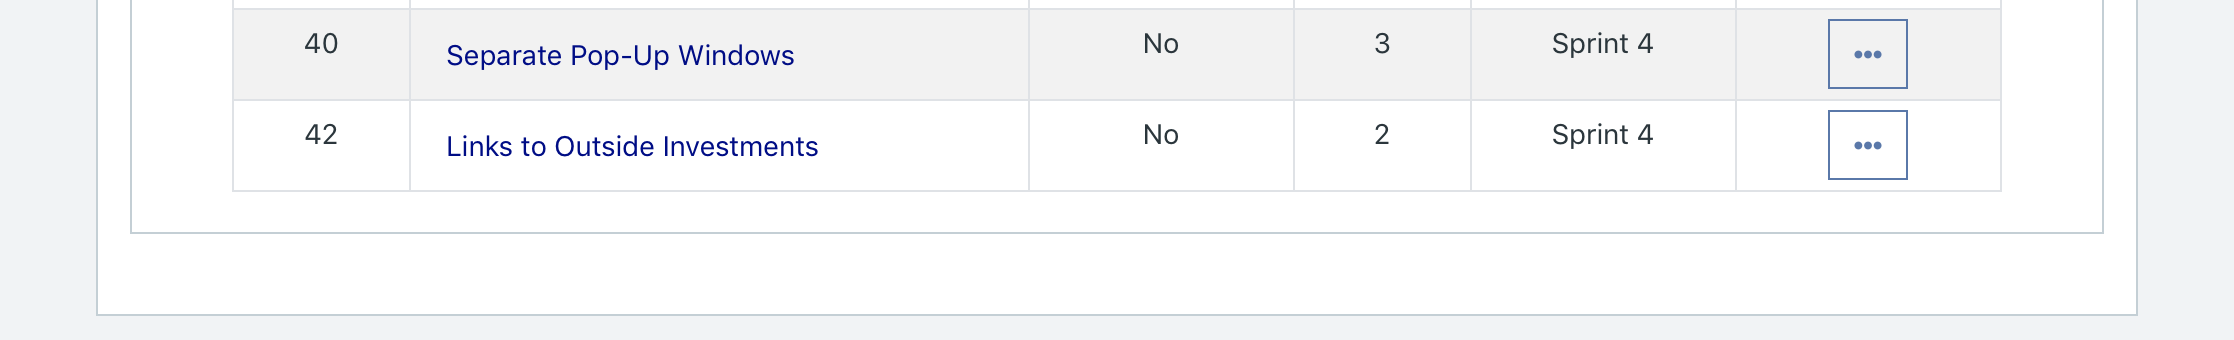 40 Separate Pop-Up Windows No 3 Sprint 4 •••
42 Links to Outside Investments No 2 Sprint 4 •••